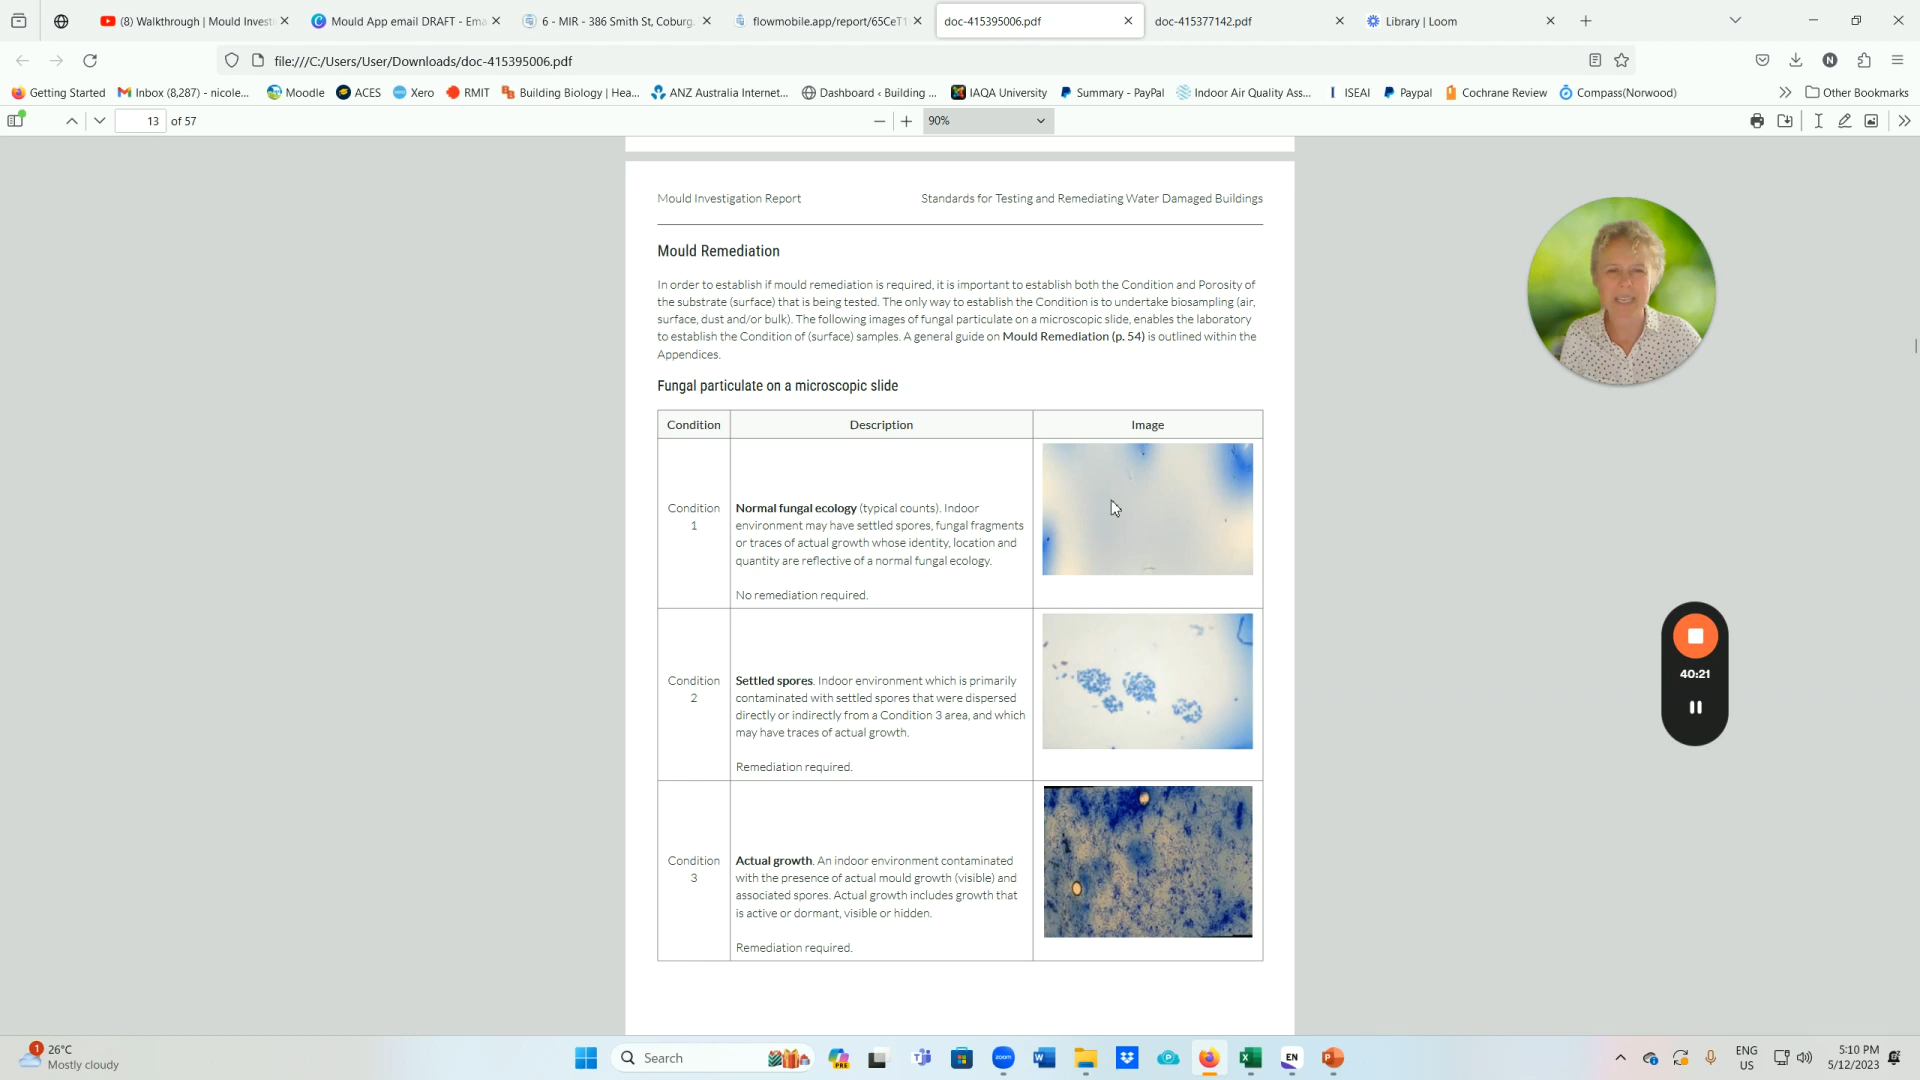 (8) Walkthrough | Mould Investi
Mould App email DRAFT - Ema
6 - MIR - 386 Smith St, Coburg
flowmobile.app/report/65CeT1
doc-415395006.pdf
doc-415377142.pdf
Library | Loom
file:///C:/Users/User/Downloads/doc-415395006.pdf
N
Getting Started
Inbox (8,287) - nicole...
Moodle
ACES
Xero
RMIT
Building Biology | Hea...
ANZ Australia Internet...
Dashboard ‹ Building ...
IAQA University
Summary - PayPal
Indoor Air Quality Ass...
ISEAI
Paypal
Cochrane Review
Compass(Norwood)
Other Bookmarks
13 of 57
90%
Mould Investigation Report
Standards for Testing and Remediating Water Damaged Buildings
Mould Remediation
In order to establish if mould remediation is required, it is important to establish both the Condition and Porosity of
the substrate (surface) that is being tested. The only way to establish the Condition is to undertake biosampling (air,
surface, dust and/or bulk). The following images of fungal particulate on a microscopic slide, enables the laboratory
to establish the Condition of (surface) samples. A general guide on Mould Remediation (p. 54) is outlined within the
Appendices.
Fungal particulate on a microscopic slide
Condition
Description
Image
Condition
1
Normal fungal ecology (typical counts). Indoor
environment may have settled spores, fungal fragments
or traces of actual growth whose identity, location and
quantity are reflective of a normal fungal ecology.
No remediation required.
Condition
2
Settled spores. Indoor environment which is primarily
contaminated with settled spores that were dispersed
directly or indirectly from a Condition 3 area, and which
may have traces of actual growth.
Remediation required.
Condition
3
Actual growth. An indoor environment contaminated
with the presence of actual mould growth (visible) and
associated spores. Actual growth includes growth that
is active or dormant, visible or hidden.
Remediation required.
40:21
1
26°C
Mostly cloudy
Search
PRE
zoom
EN
ENG
US
5:10 PM
5/12/2023